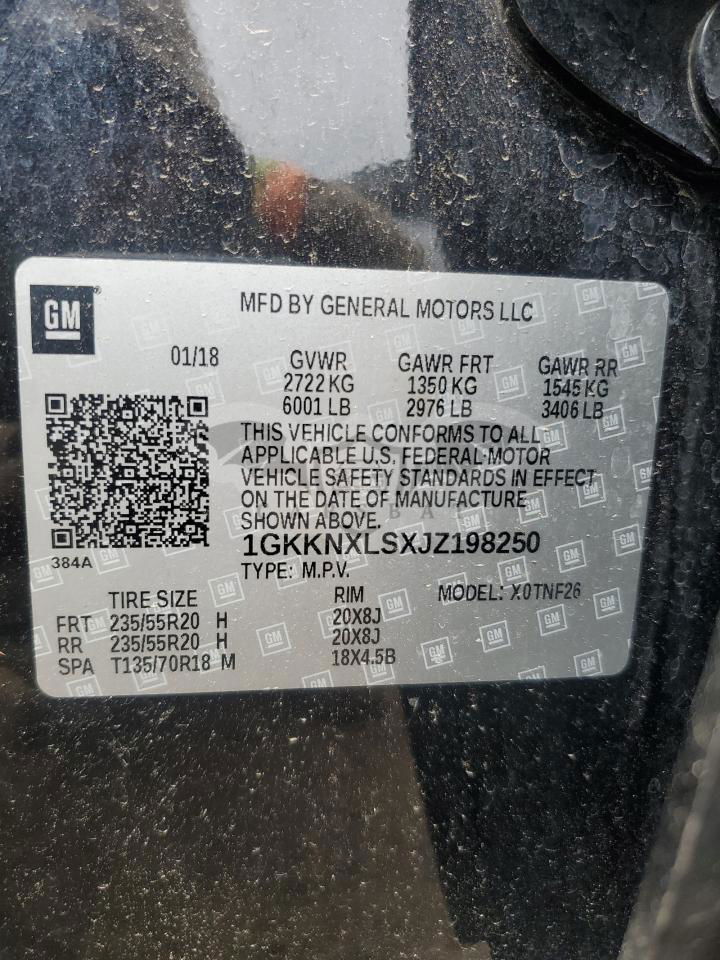 GM
MFD BY GENERAL MOTORS LLC
01/18 GVWR GAWR FRT GAWR RR
2722 KG 1350 KG 1545 KG
6001 LB 2976 LB 3406 LB
THIS VEHICLE CONFORMS TO ALL
APPLICABLE U.S. FEDERAL MOTOR
VEHICLE SAFETY STANDARDS IN EFFECT
ON THE DATE OF MANUFACTURE
SHOWN ABOVE.
1GKKNXLSXJZ198250
384A
TYPE: M.P.V. MODEL: X0TNF26
TIRE SIZE RIM
FRT 235/55R20 H 20X8J
RR 235/55R20 H 20X8J
SPA T135/70R18 M 18X4.5B